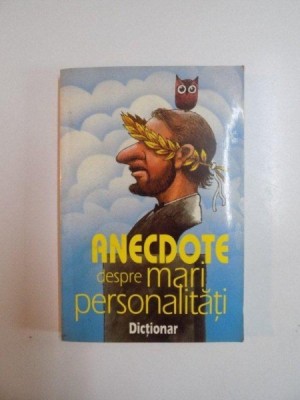 ANECDOTE
despre mari
personalități
Dicționar